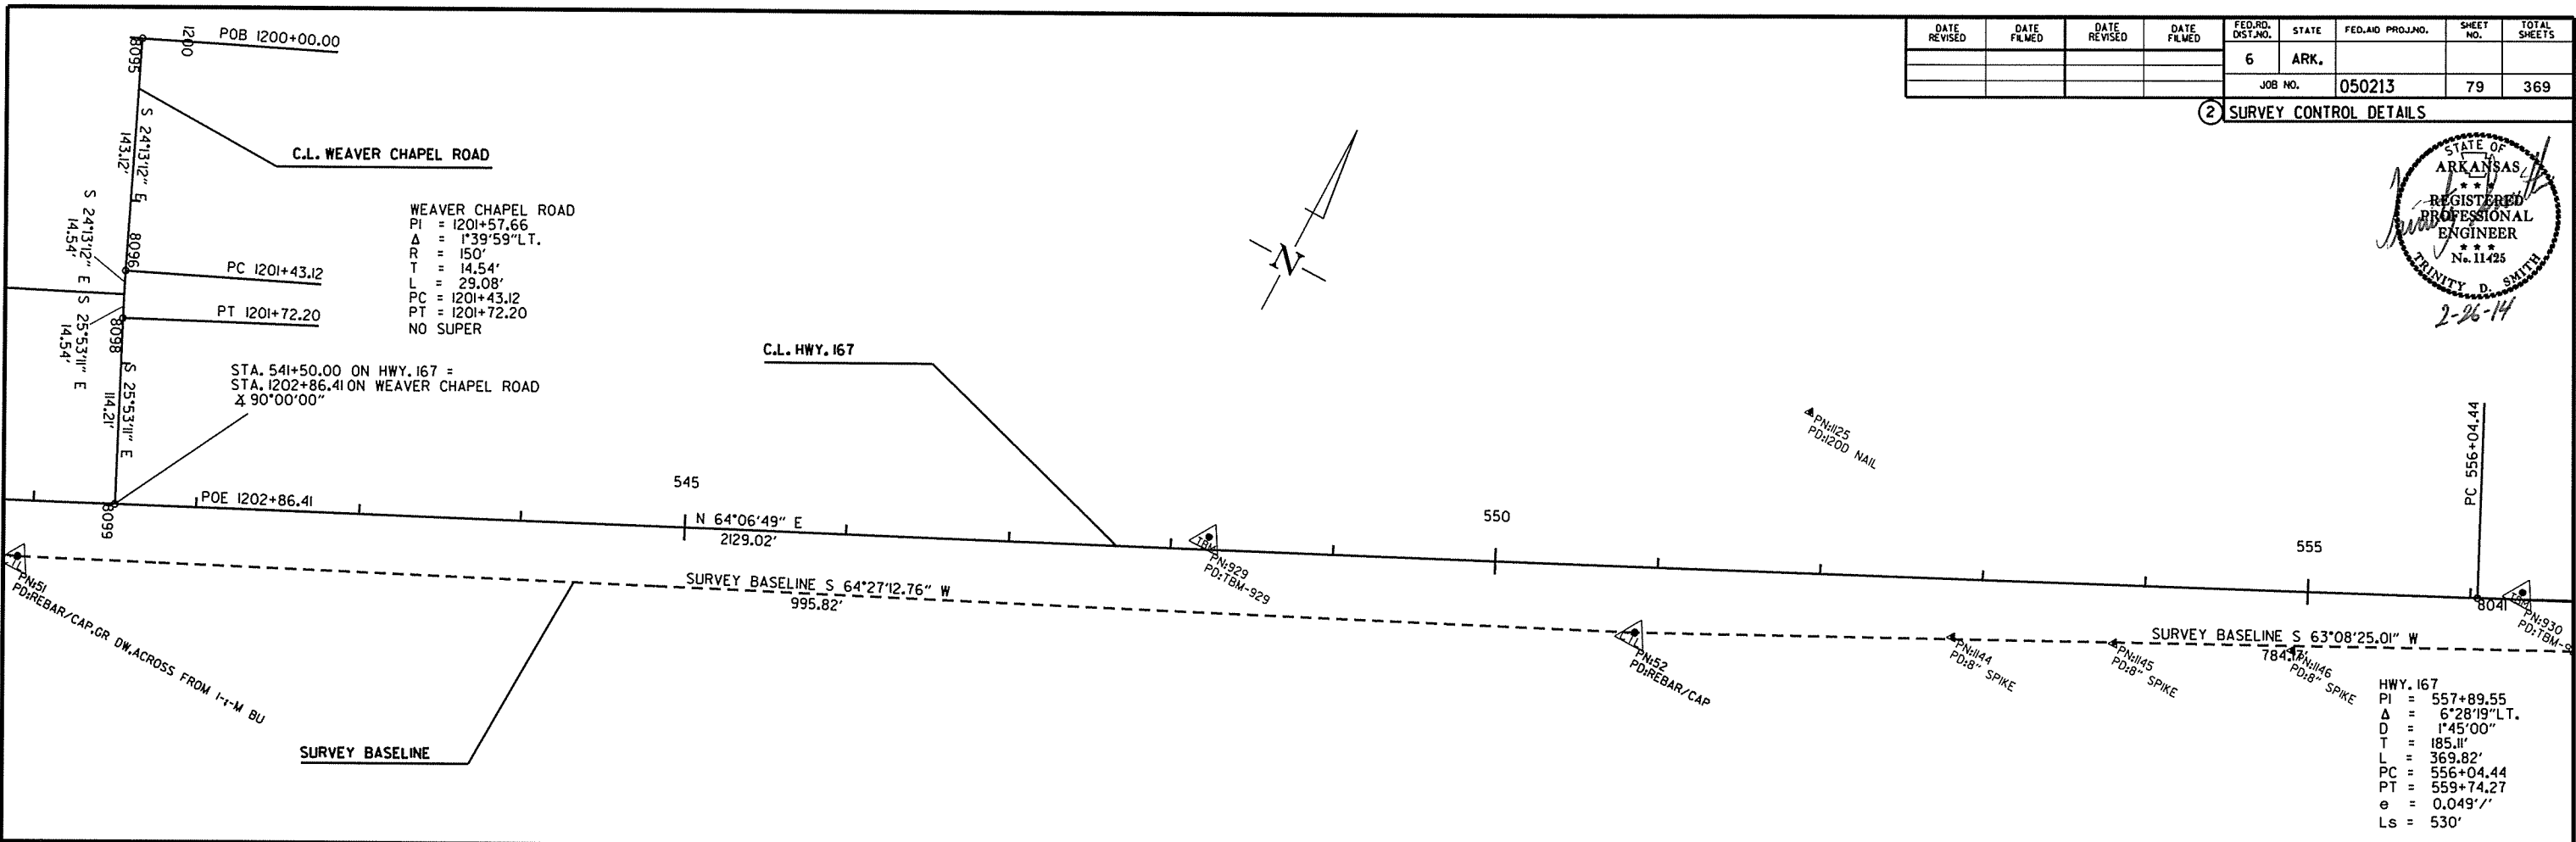 POB 1200+00.00
1200
8095
S 24°13'12" E
143.12'
C.L. WEAVER CHAPEL ROAD
WEAVER CHAPEL ROAD
PI = 1201+57.66
Δ = 1°39'59"LT.
R = 150'
T = 14.54'
L = 29.08'
PC = 1201+43.12
PT = 1201+72.20
NO SUPER
S 24°13'12" E
14.54'
8096
PC 1201+43.12
PT 1201+72.20
8098
S 25°53'11" E
14.54'
S 25°53'11" E
114.21'
STA. 541+50.00 ON HWY. 167 =
STA. 1202+86.41 ON WEAVER CHAPEL ROAD
∡ 90°00'00"
POE 1202+86.41
8099
PN:51
PD:REBAR/CAP,GR DW,ACROSS FROM 1-1-M BU
SURVEY BASELINE
545
N 64°06'49" E
2129.02'
SURVEY BASELINE S 64°27'12.76" W
995.82'
C.L. HWY. 167
N
TBM
PN:929
PD:TBM-929
550
PN:1125
PD:120D NAIL
PN:52
PD:REBAR/CAP
PN:1144
PD:8" SPIKE
PN:1145
PD:8" SPIKE
PN:1146
PD:8" SPIKE
555
PC 556+04.44
8041
TBM
PN:930
SURVEY BASELINE S 63°08'25.01" W
HWY. 167
PI = 557+89.55
Δ = 6°28'19"LT.
D = 1°45'00"
T = 185.11'
L = 369.82'
PC = 556+04.44
PT = 559+74.27
e = 0.049'/'
Ls = 530'
DATE REVISED
DATE FILMED
DATE REVISED
DATE FILMED
FED.RD. DIST.NO.
STATE
FED.AID PROJ.NO.
SHEET NO.
TOTAL SHEETS
6 ARK.
JOB NO. 050213 79 369
2 SURVEY CONTROL DETAILS
STATE OF
ARKANSAS
★ ★ ★
REGISTERED
PROFESSIONAL
ENGINEER
★ ★ ★
No. 11425
TRINITY D. SMITH
2-26-14